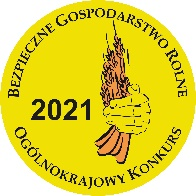 BEZPIECZNE GOSPODARSTWO ROLNE
2021
OGÓLNOKRAJOWY KONKURS